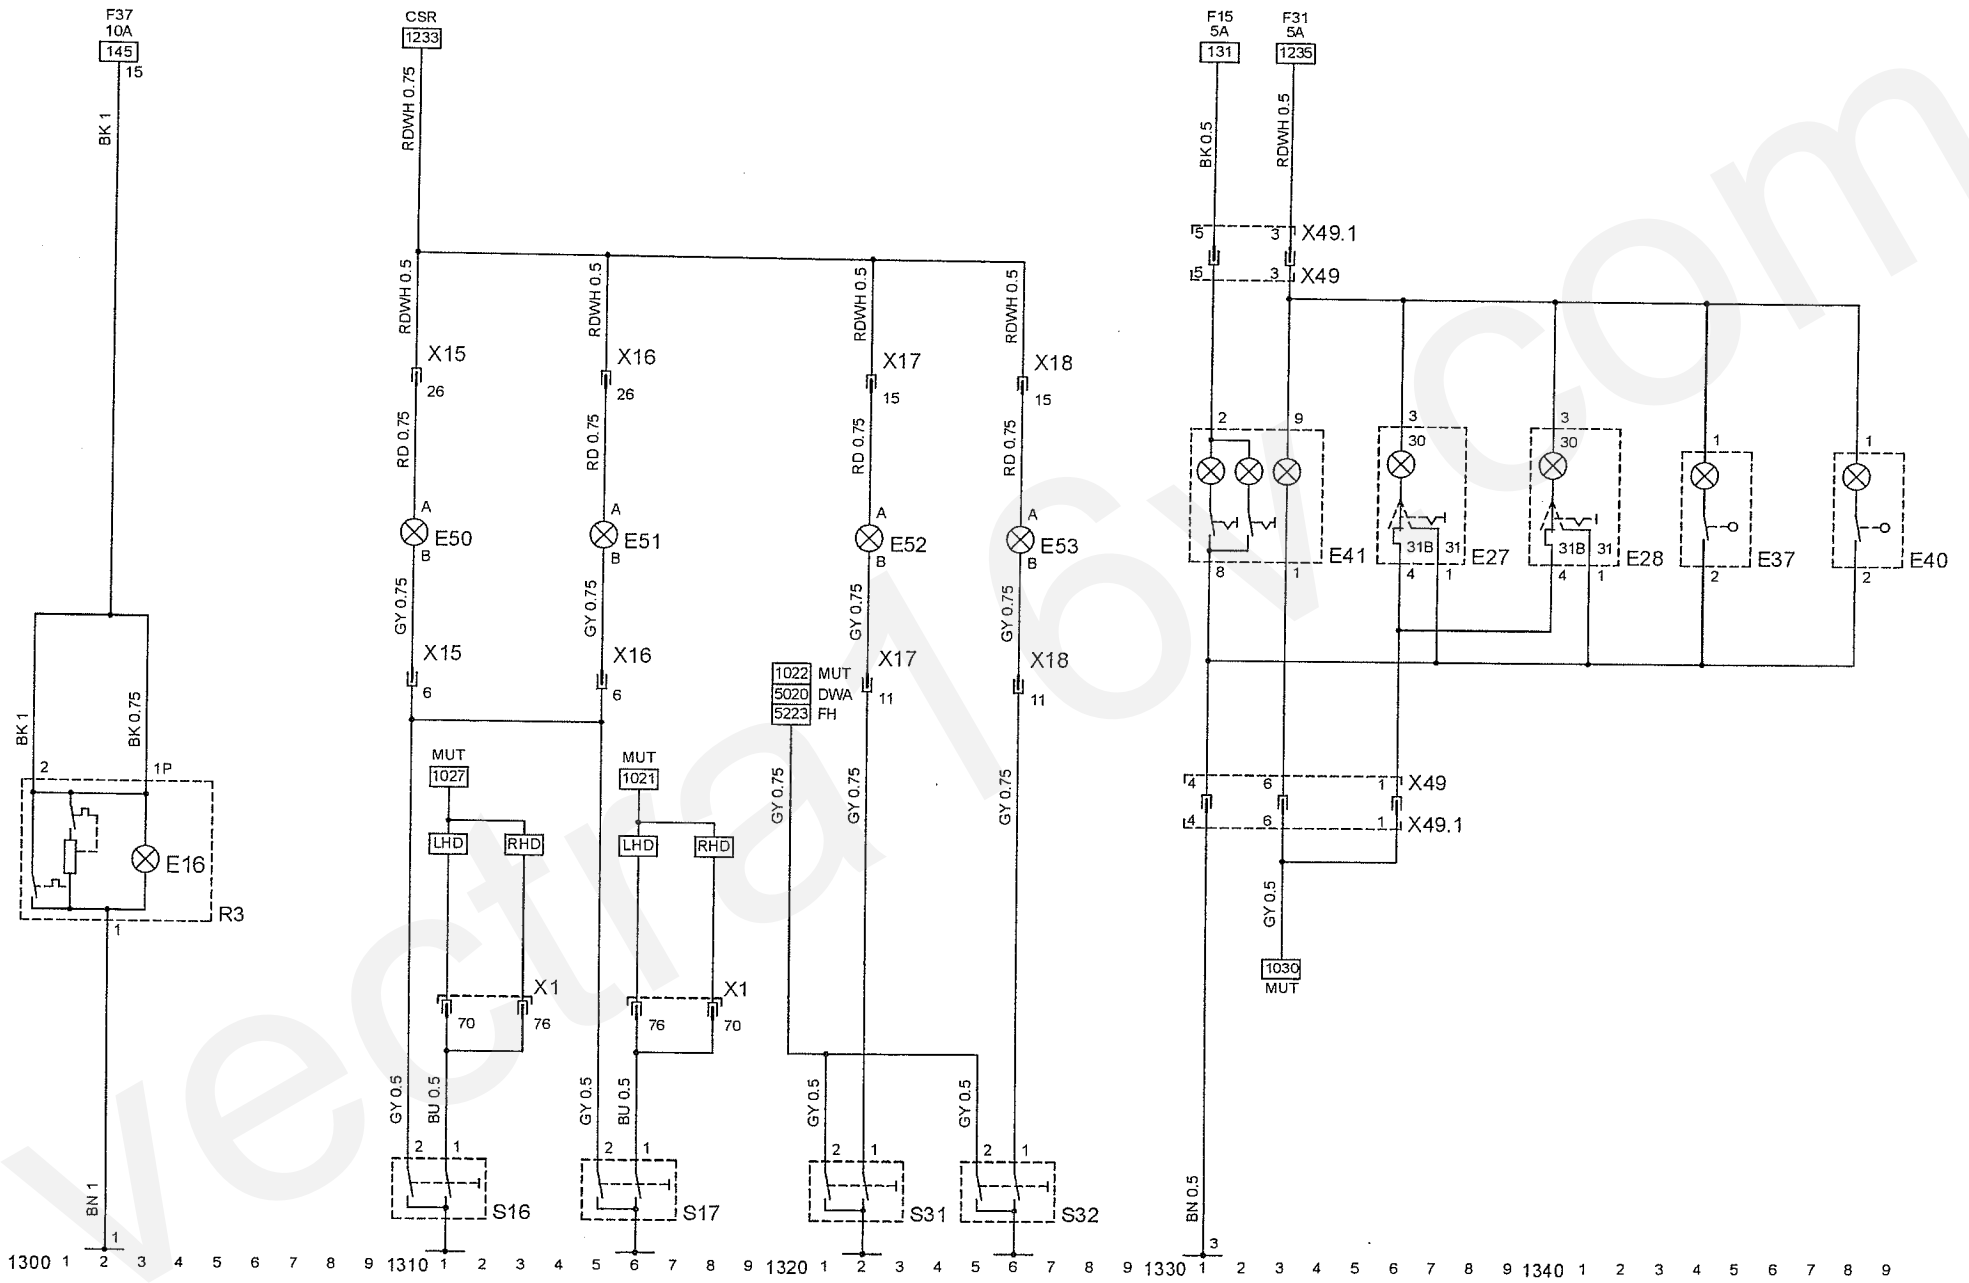 F37
10A
145
15
BK 1
BK 1
BK 0.75
2
1P
E16
R3
1
BN 1
1
CSR
1233
RDWH 0.75
RDWH 0.5
RDWH 0.5
RDWH 0.5
RDWH 0.5
X15
26
X16
26
X17
15
X18
15
RD 0.75
RD 0.75
RD 0.75
RD 0.75
A
E50
B
A
E51
B
A
E52
B
A
E53
B
GY 0.75
GY 0.75
GY 0.75
GY 0.75
X15
6
X16
6
X17
11
X18
11
1022 MUT
5020 DWA
5223 FH
MUT
1027
MUT
1021
LHD
RHD
LHD
RHD
GY 0.75
GY 0.75
GY 0.75
X1
70
76
X1
76
70
GY 0.5
BU 0.5
GY 0.5
BU 0.5
GY 0.5
GY 0.5
2 1
2 1
2 1
2 1
S16
S17
S31
S32
F15
5A
131
F31
5A
1235
BK 0.5
RDWH 0.5
5 3 X49.1
5 3 X49
2
9
3
3
1
1
30
30
31B 31
31B 31
E41
E27
E28
E37
E40
8
1
4
1
4
1
2
2
4 6 1 X49
4 6 1 X49.1
GY 0.5
1030
MUT
BN 0.5
3
1300 1 2 3 4 5 6 7 8 9 1310 1 2 3 4 5 6 7 8 9 1320 1 2 3 4 5 6 7 8 9 1330 1 2 3 4 5 6 7 8 9 1340 1 2 3 4 5 6 7 8 9
vectra16v.com